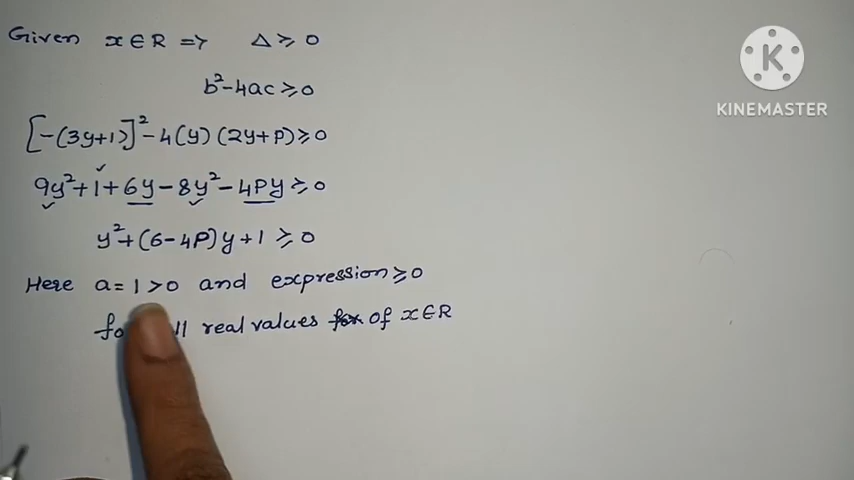 Given x∈R ⇒ Δ ≥ 0
b²-4ac ≥ 0
[-(3y+1)]²-4(y)(2y+P) ≥ 0
9y²+1+6y-8y²-4Py ≥ 0
y²+(6-4P)y+1 ≥ 0
Here a=1>0 and expression ≥ 0
real values of x∈R
K
KINEMASTER